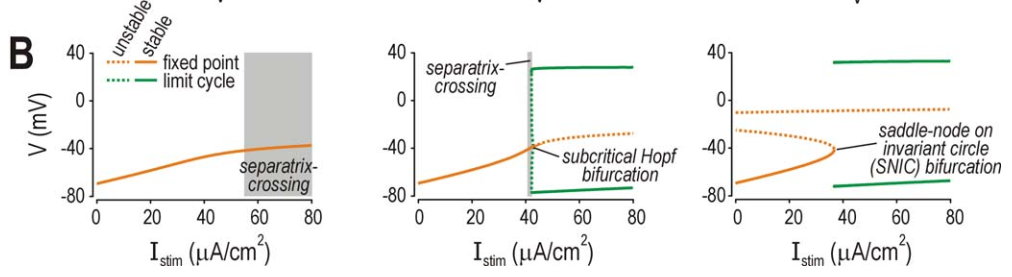 B
unstable
stable
fixed point
limit cycle
V (mV)
40
0
-40
-80
separatrix-
crossing
0 20 40 60 80
I_stim (μA/cm²)
40
0
-40
-80
separatrix-
crossing
subcritical Hopf
bifurcation
0 20 40 60 80
I_stim (μA/cm²)
40
0
-40
-80
saddle-node on
invariant circle
(SNIC) bifurcation
0 20 40 60 80
I_stim (μA/cm²)